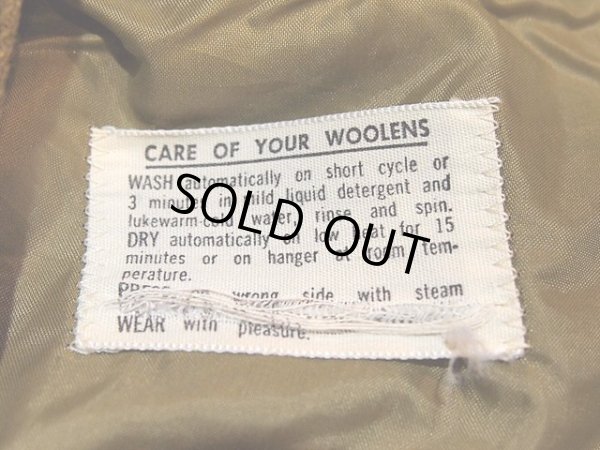 CARE OF YOUR WOOLENS
WASH automatically on short cycle or
3 minutes in mild liquid detergent and
lukewarm-cold water, rinse and spin.
DRY automatically on low heat for 15
minutes or on hanger at room tem-
perature.
PRESS on wrong side with steam
WEAR with pleasure.
SOLD OUT